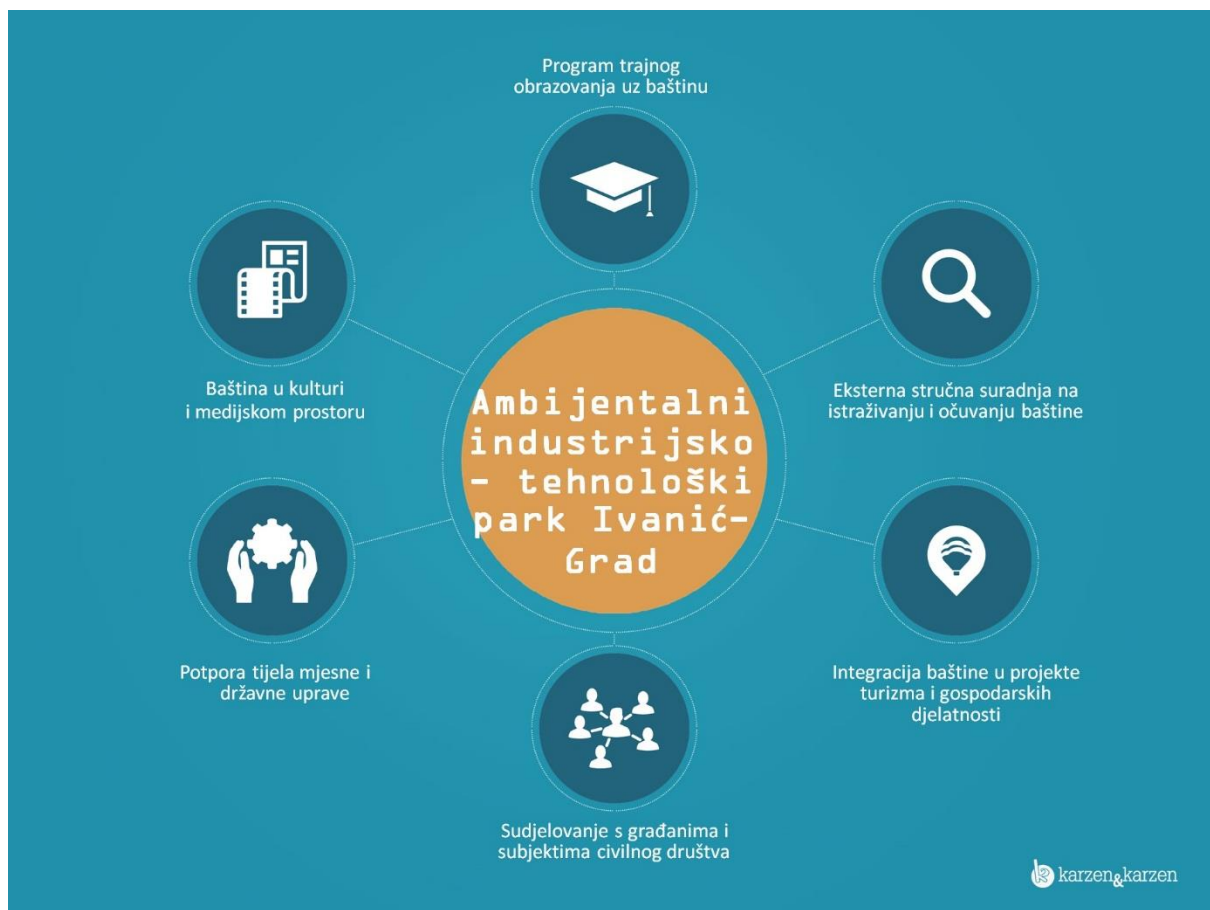 Program trajnog
obrazovanja uz baštinu
Baština u kulturi
i medijskom prostoru
Eksterna stručna suradnja na
istraživanju i očuvanju baštine
Ambijentalni
industrijsko
- tehnološki
park Ivanić-
Grad
Potpora tijela mjesne i
državne uprave
Integracija baštine u projekte
turizma i gospodarskih
djelatnosti
Sudjelovanje s građanima i
subjektima civilnog društva
karzen&karzen